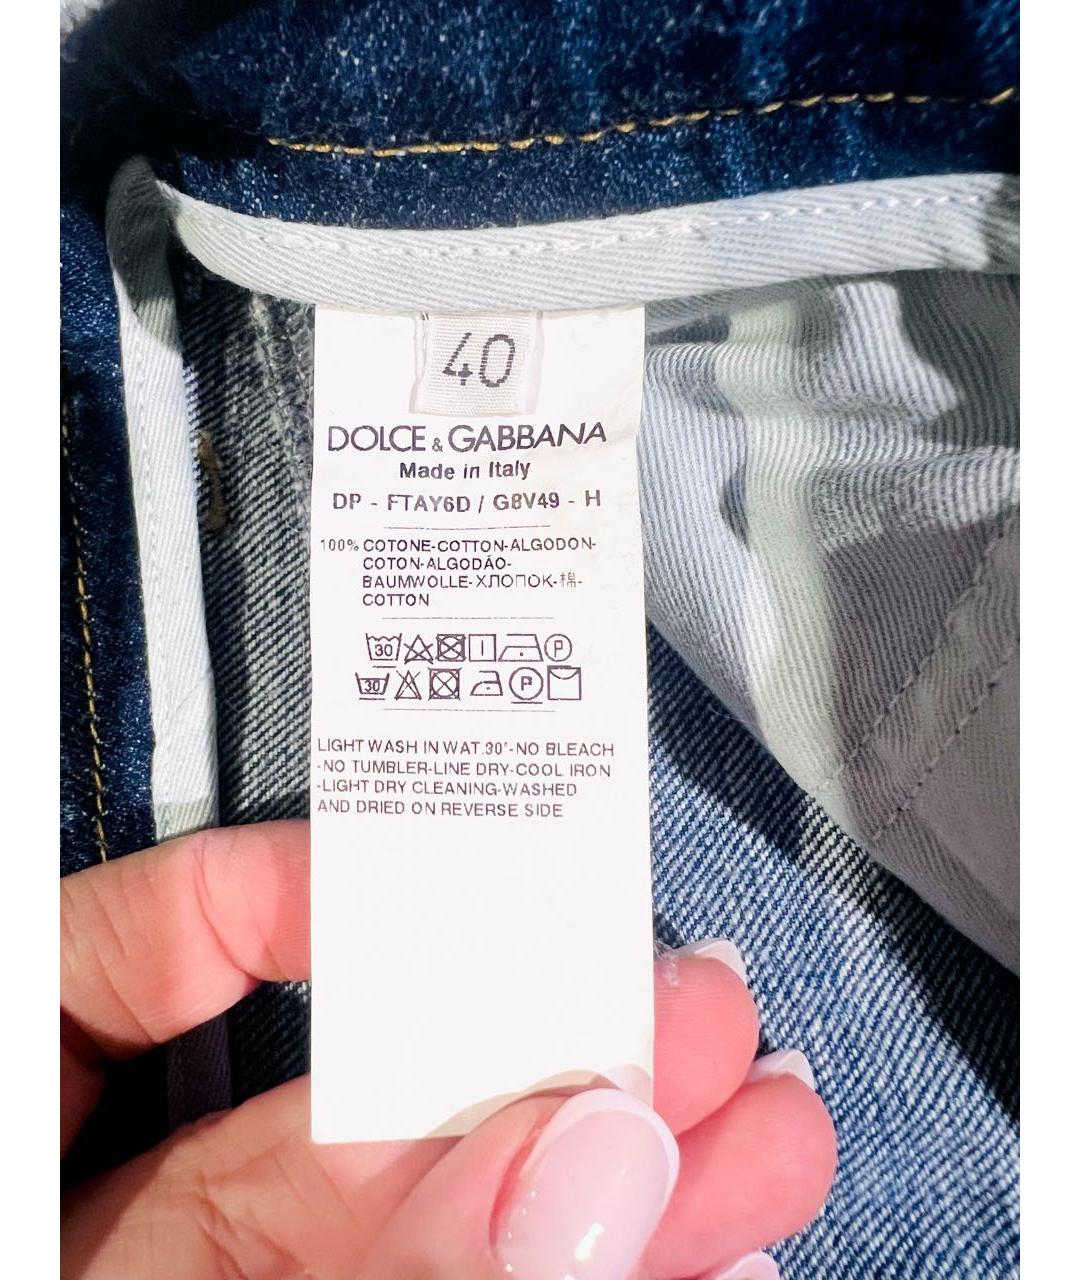 40
DOLCE & GABBANA
Made in Italy
DP - FTAY6D / G8V49 - H
100% COTONE-COTTON-ALGODON-
COTON-ALGODÃO-
BAUMWOLLE-ХЛОПОК-棉-
COTTON
30 P
30 P
LIGHT WASH IN WAT.30°-NO BLEACH
-NO TUMBLER-LINE DRY-COOL IRON
-LIGHT DRY CLEANING-WASHED
AND DRIED ON REVERSE SIDE